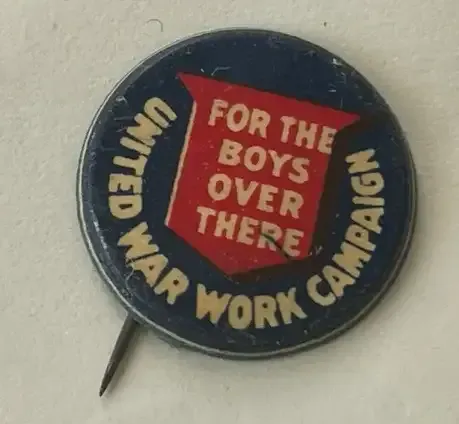 FOR THE
BOYS
OVER
THERE
UNITED WAR WORK CAMPAIGN